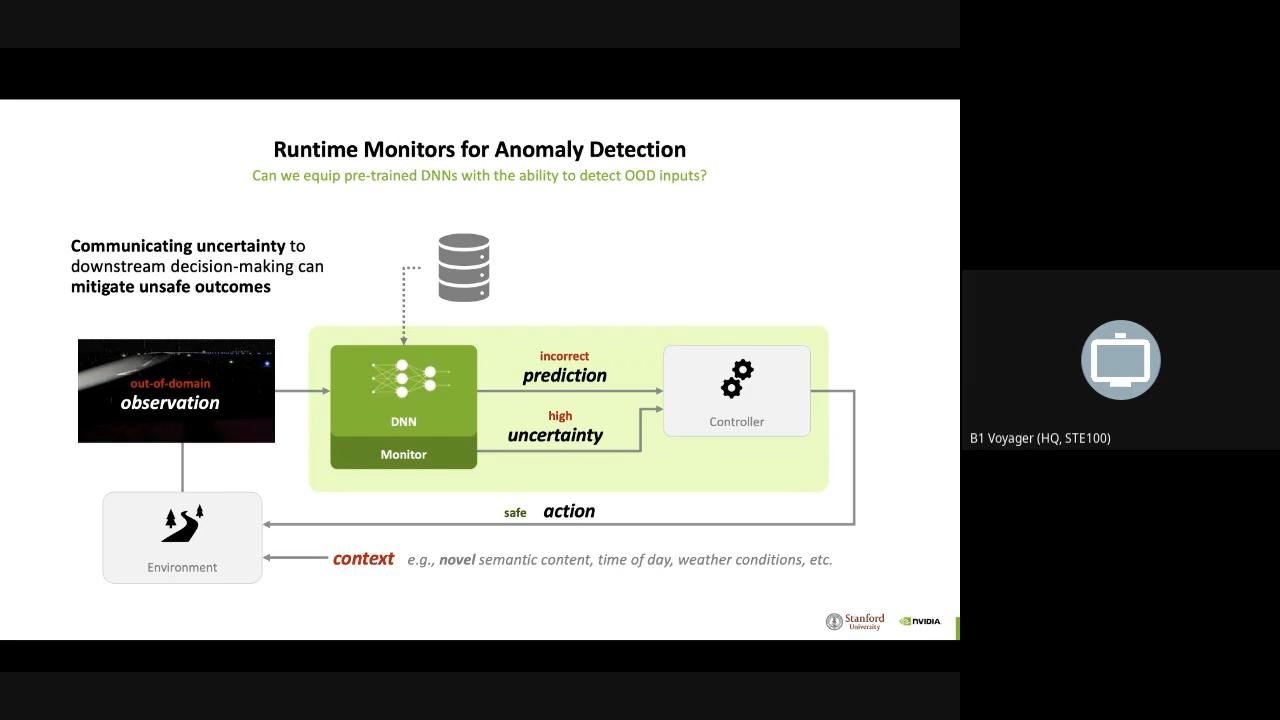 Runtime Monitors for Anomaly Detection
Can we equip pre-trained DNNs with the ability to detect OOD inputs?
Communicating uncertainty to
downstream decision-making can
mitigate unsafe outcomes
out-of-domain
observation
DNN
Monitor
incorrect
prediction
high
uncertainty
Controller
safe action
Environment
context e.g., novel semantic content, time of day, weather conditions, etc.
Stanford
University
NVIDIA
B1 Voyager (HQ, STE100)